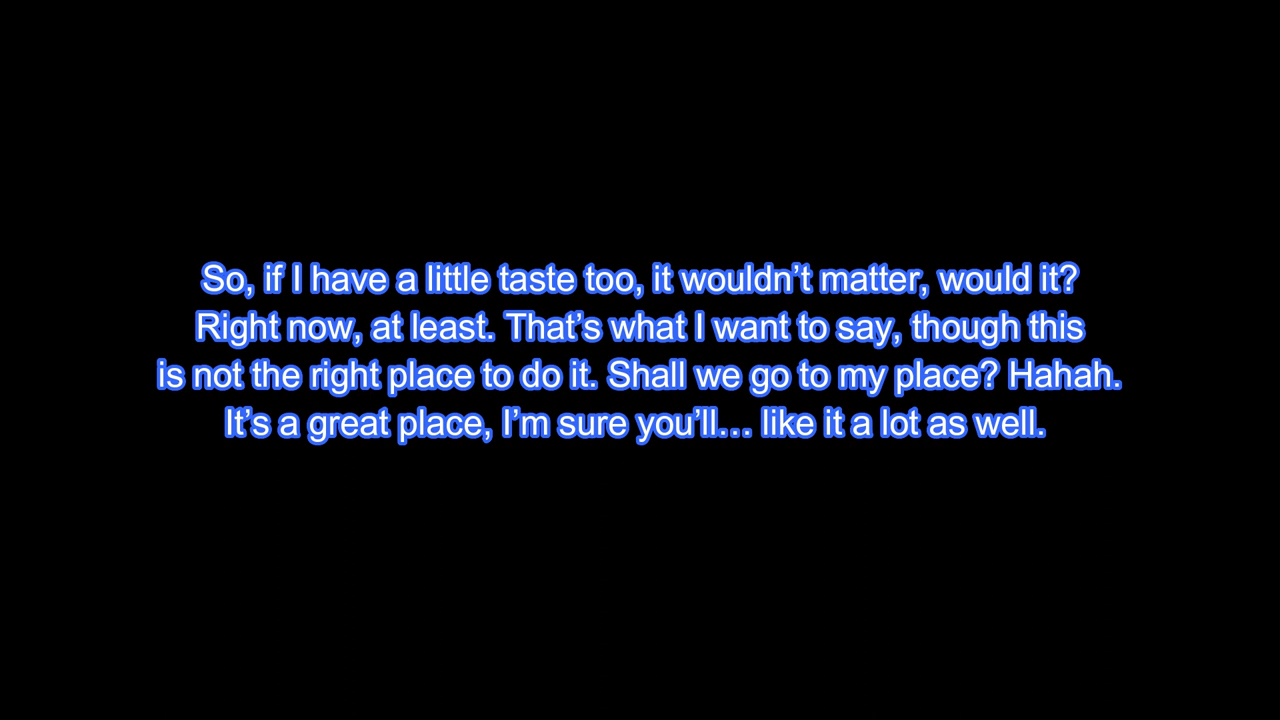 So, if I have a little taste too, it wouldn’t matter, would it?
Right now, at least. That’s what I want to say, though this
is not the right place to do it. Shall we go to my place? Hahah.
It’s a great place, I’m sure you’ll… like it a lot as well.